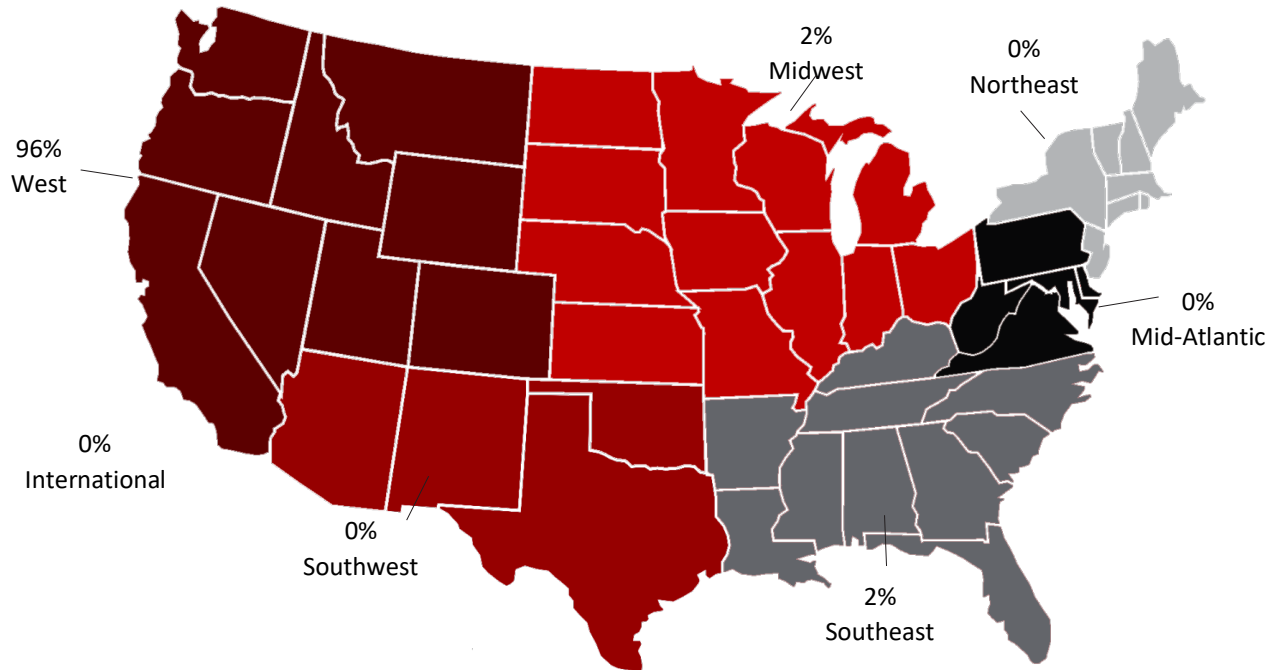 2%
Midwest
0%
Northeast
96%
West
0%
Mid-Atlantic
0%
International
0%
Southwest
2%
Southeast